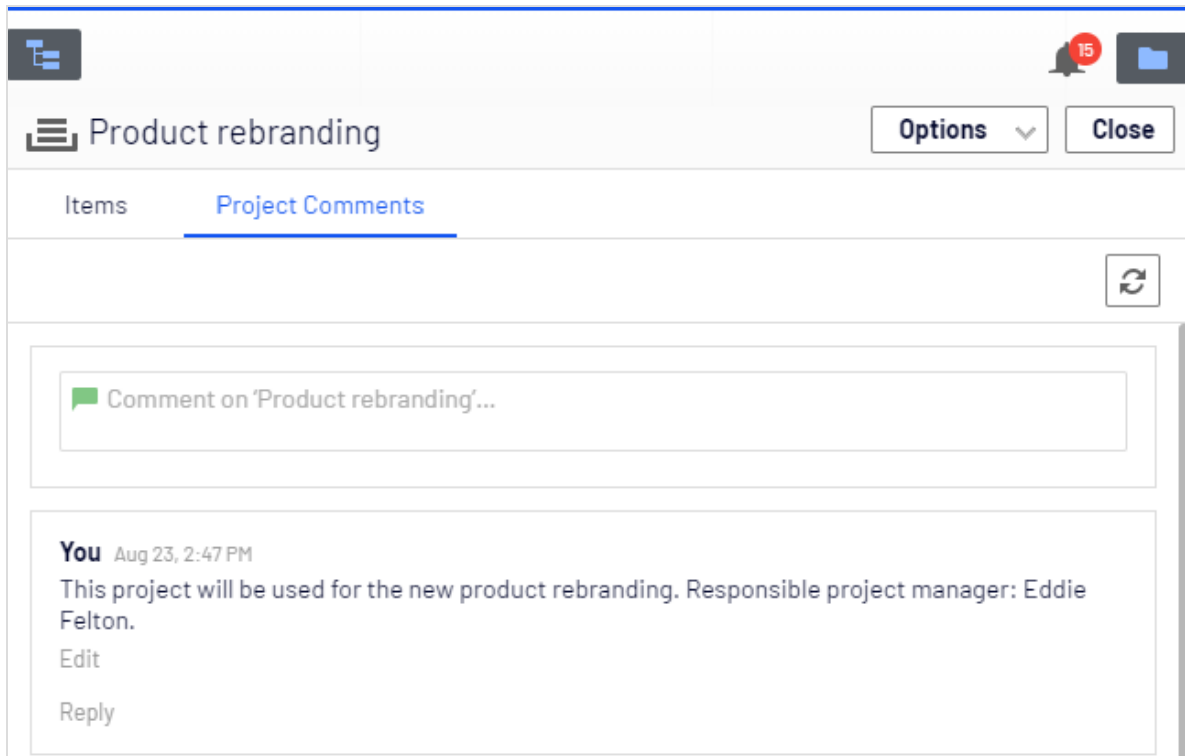 15
Product rebranding
Options
Close
Items
Project Comments
Comment on ‘Product rebranding’...
You Aug 23, 2:47 PM
This project will be used for the new product rebranding. Responsible project manager: Eddie
Felton.
Edit
Reply